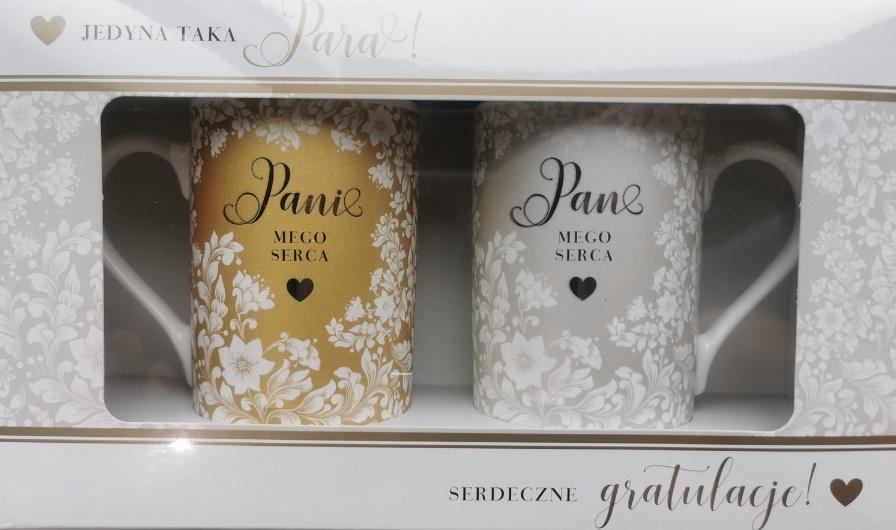 JEDYNA TAKA Para!
Pani
MEGO
SERCA
Pan
MEGO
SERCA
SERDECZNE gratulacje!